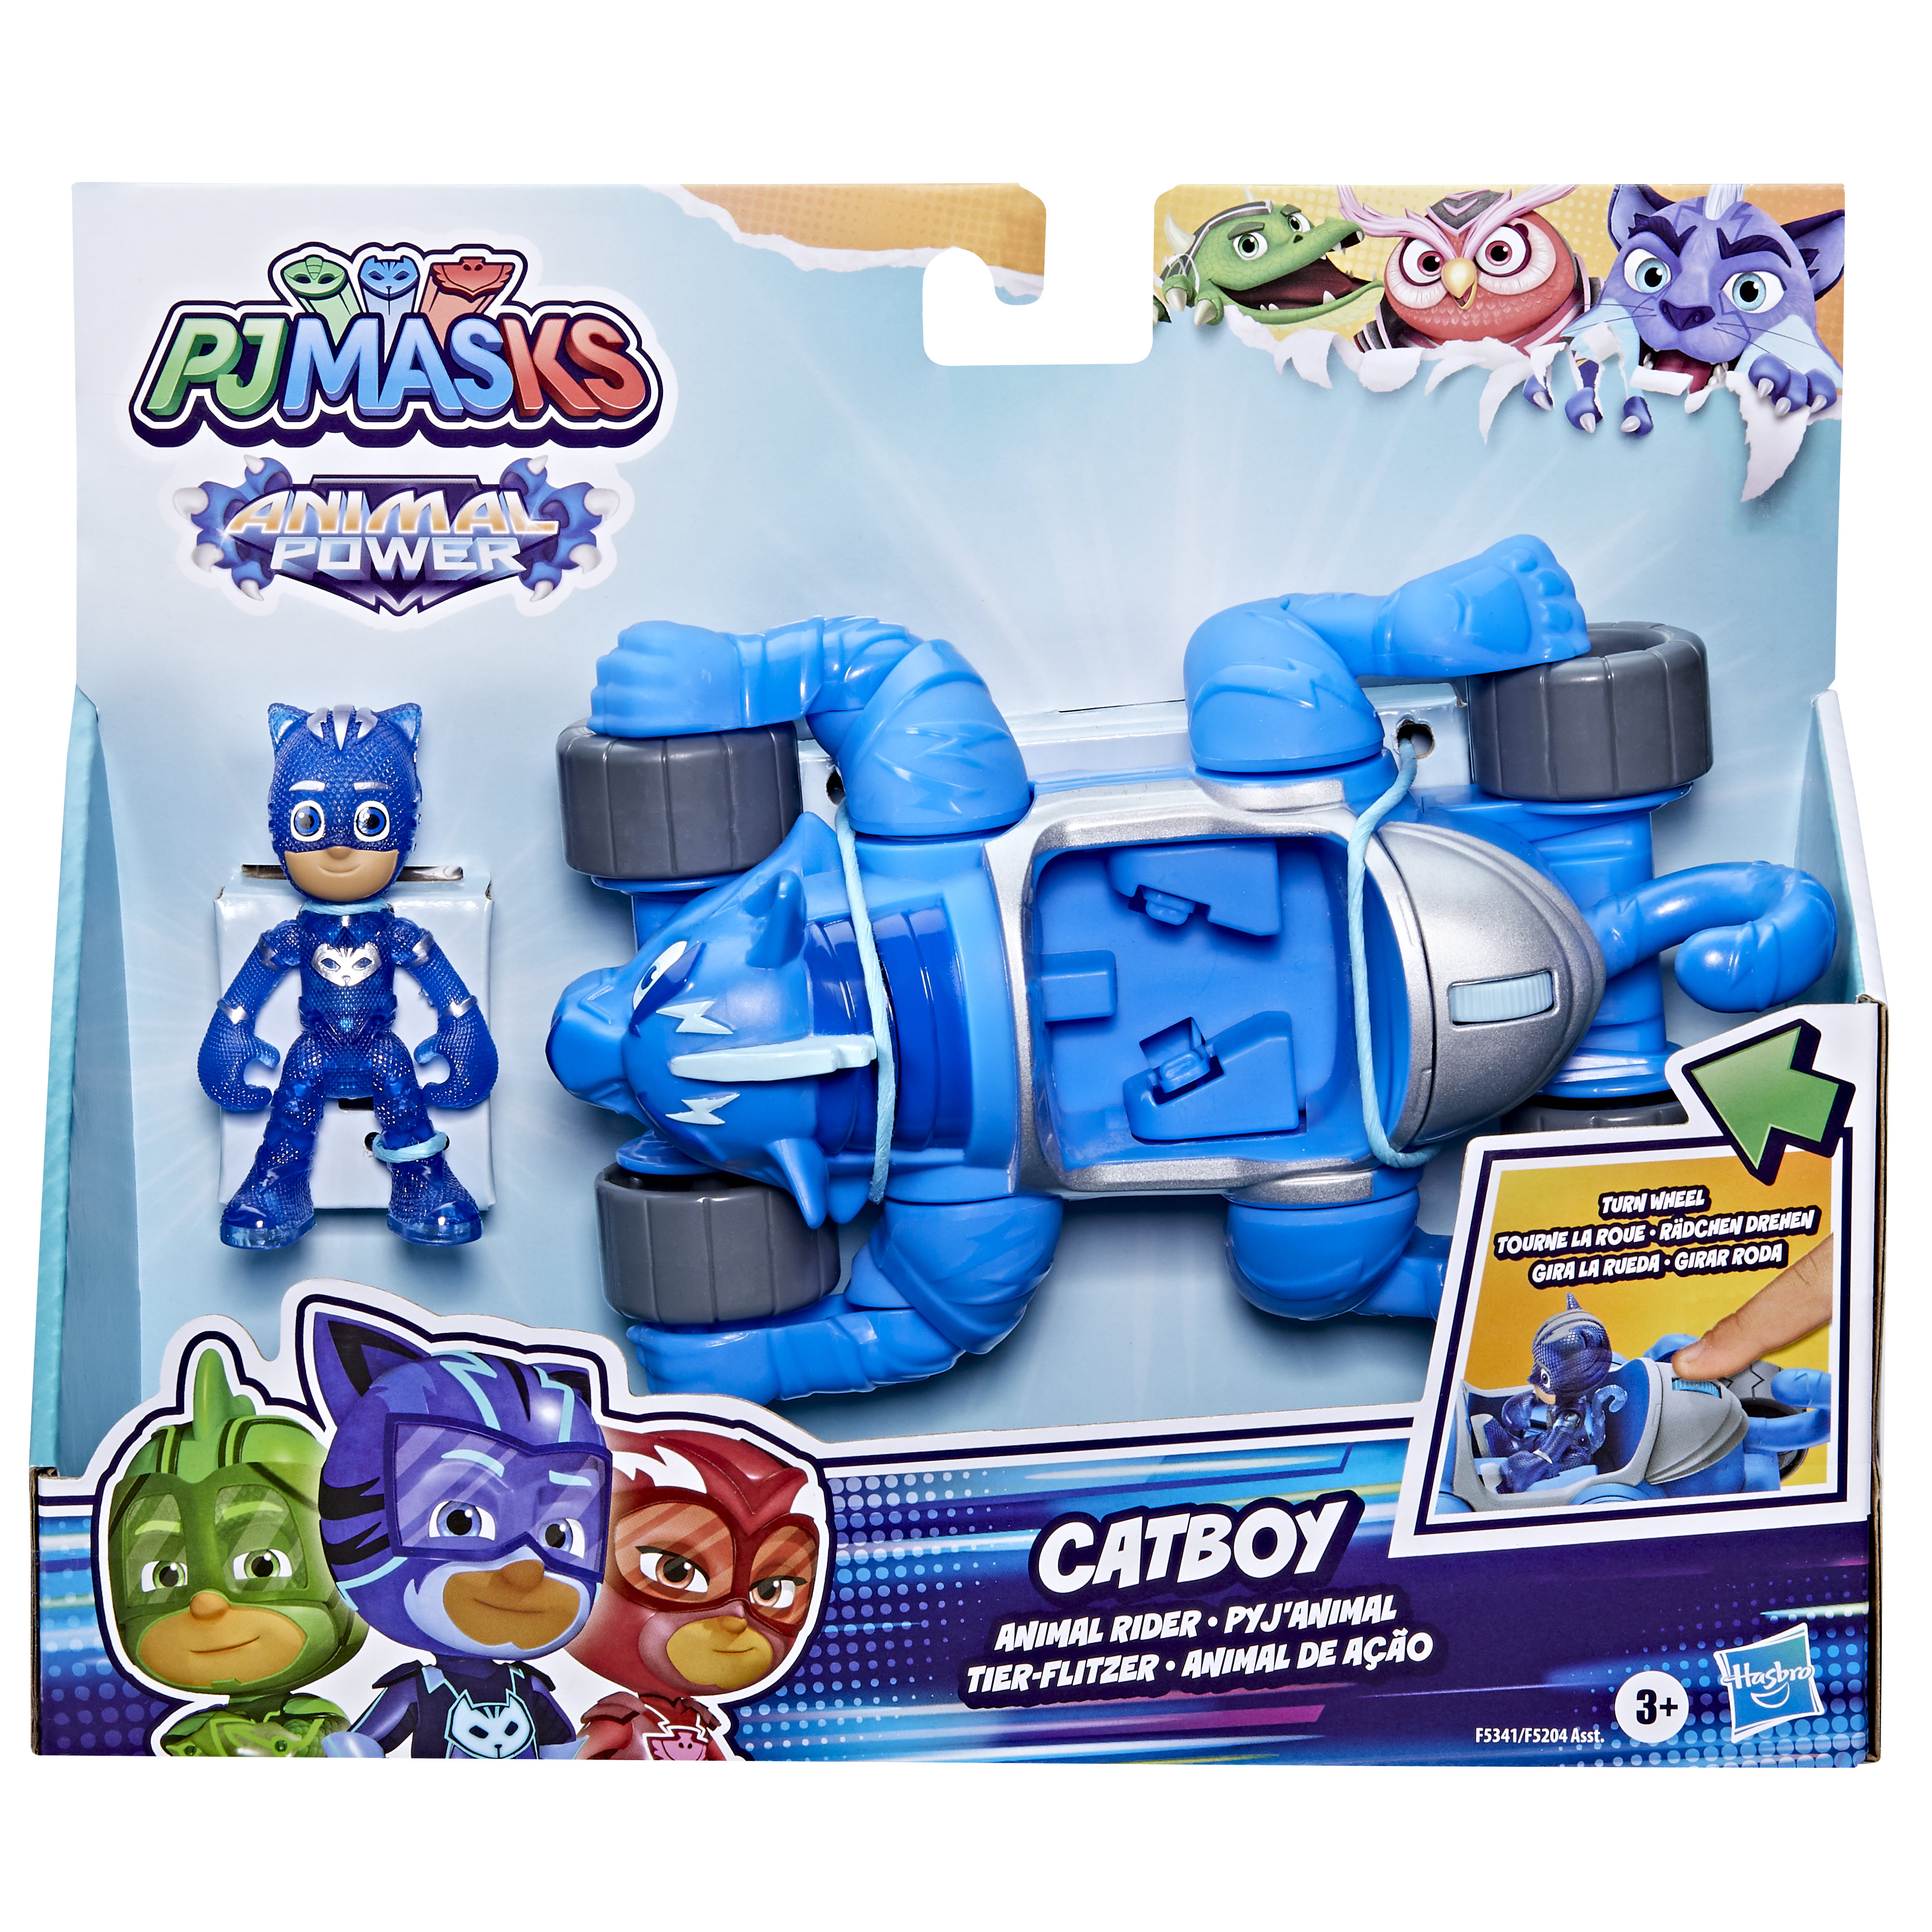 PJMASKS
ANIMAL
POWER
TURN WHEEL
TOURNE LA ROUE • RÄDCHEN DREHEN
GIRA LA RUEDA • GIRAR RODA
CATBOY
ANIMAL RIDER • PYJ'ANIMAL
TIER-FLITZER • ANIMAL DE AÇÃO
F5341/F5204 Asst.
3+
Hasbro